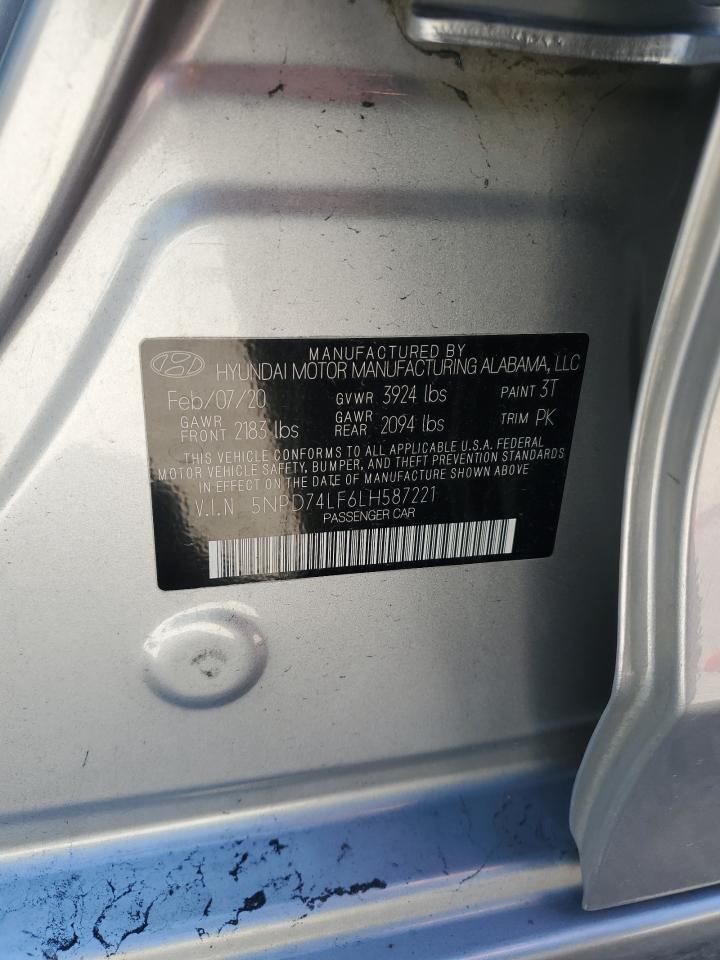 MANUFACTURED BY
HYUNDAI MOTOR MANUFACTURING ALABAMA, LLC
Feb/07/20 GVWR 3924 lbs PAINT 3T
GAWR FRONT 2183 lbs GAWR REAR 2094 lbs TRIM PK
THIS VEHICLE CONFORMS TO ALL APPLICABLE U.S.A. FEDERAL
MOTOR VEHICLE SAFETY, BUMPER, AND THEFT PREVENTION STANDARDS
IN EFFECT ON THE DATE OF MANUFACTURE SHOWN ABOVE.
V.I.N 5NPD74LF6LH587221
PASSENGER CAR